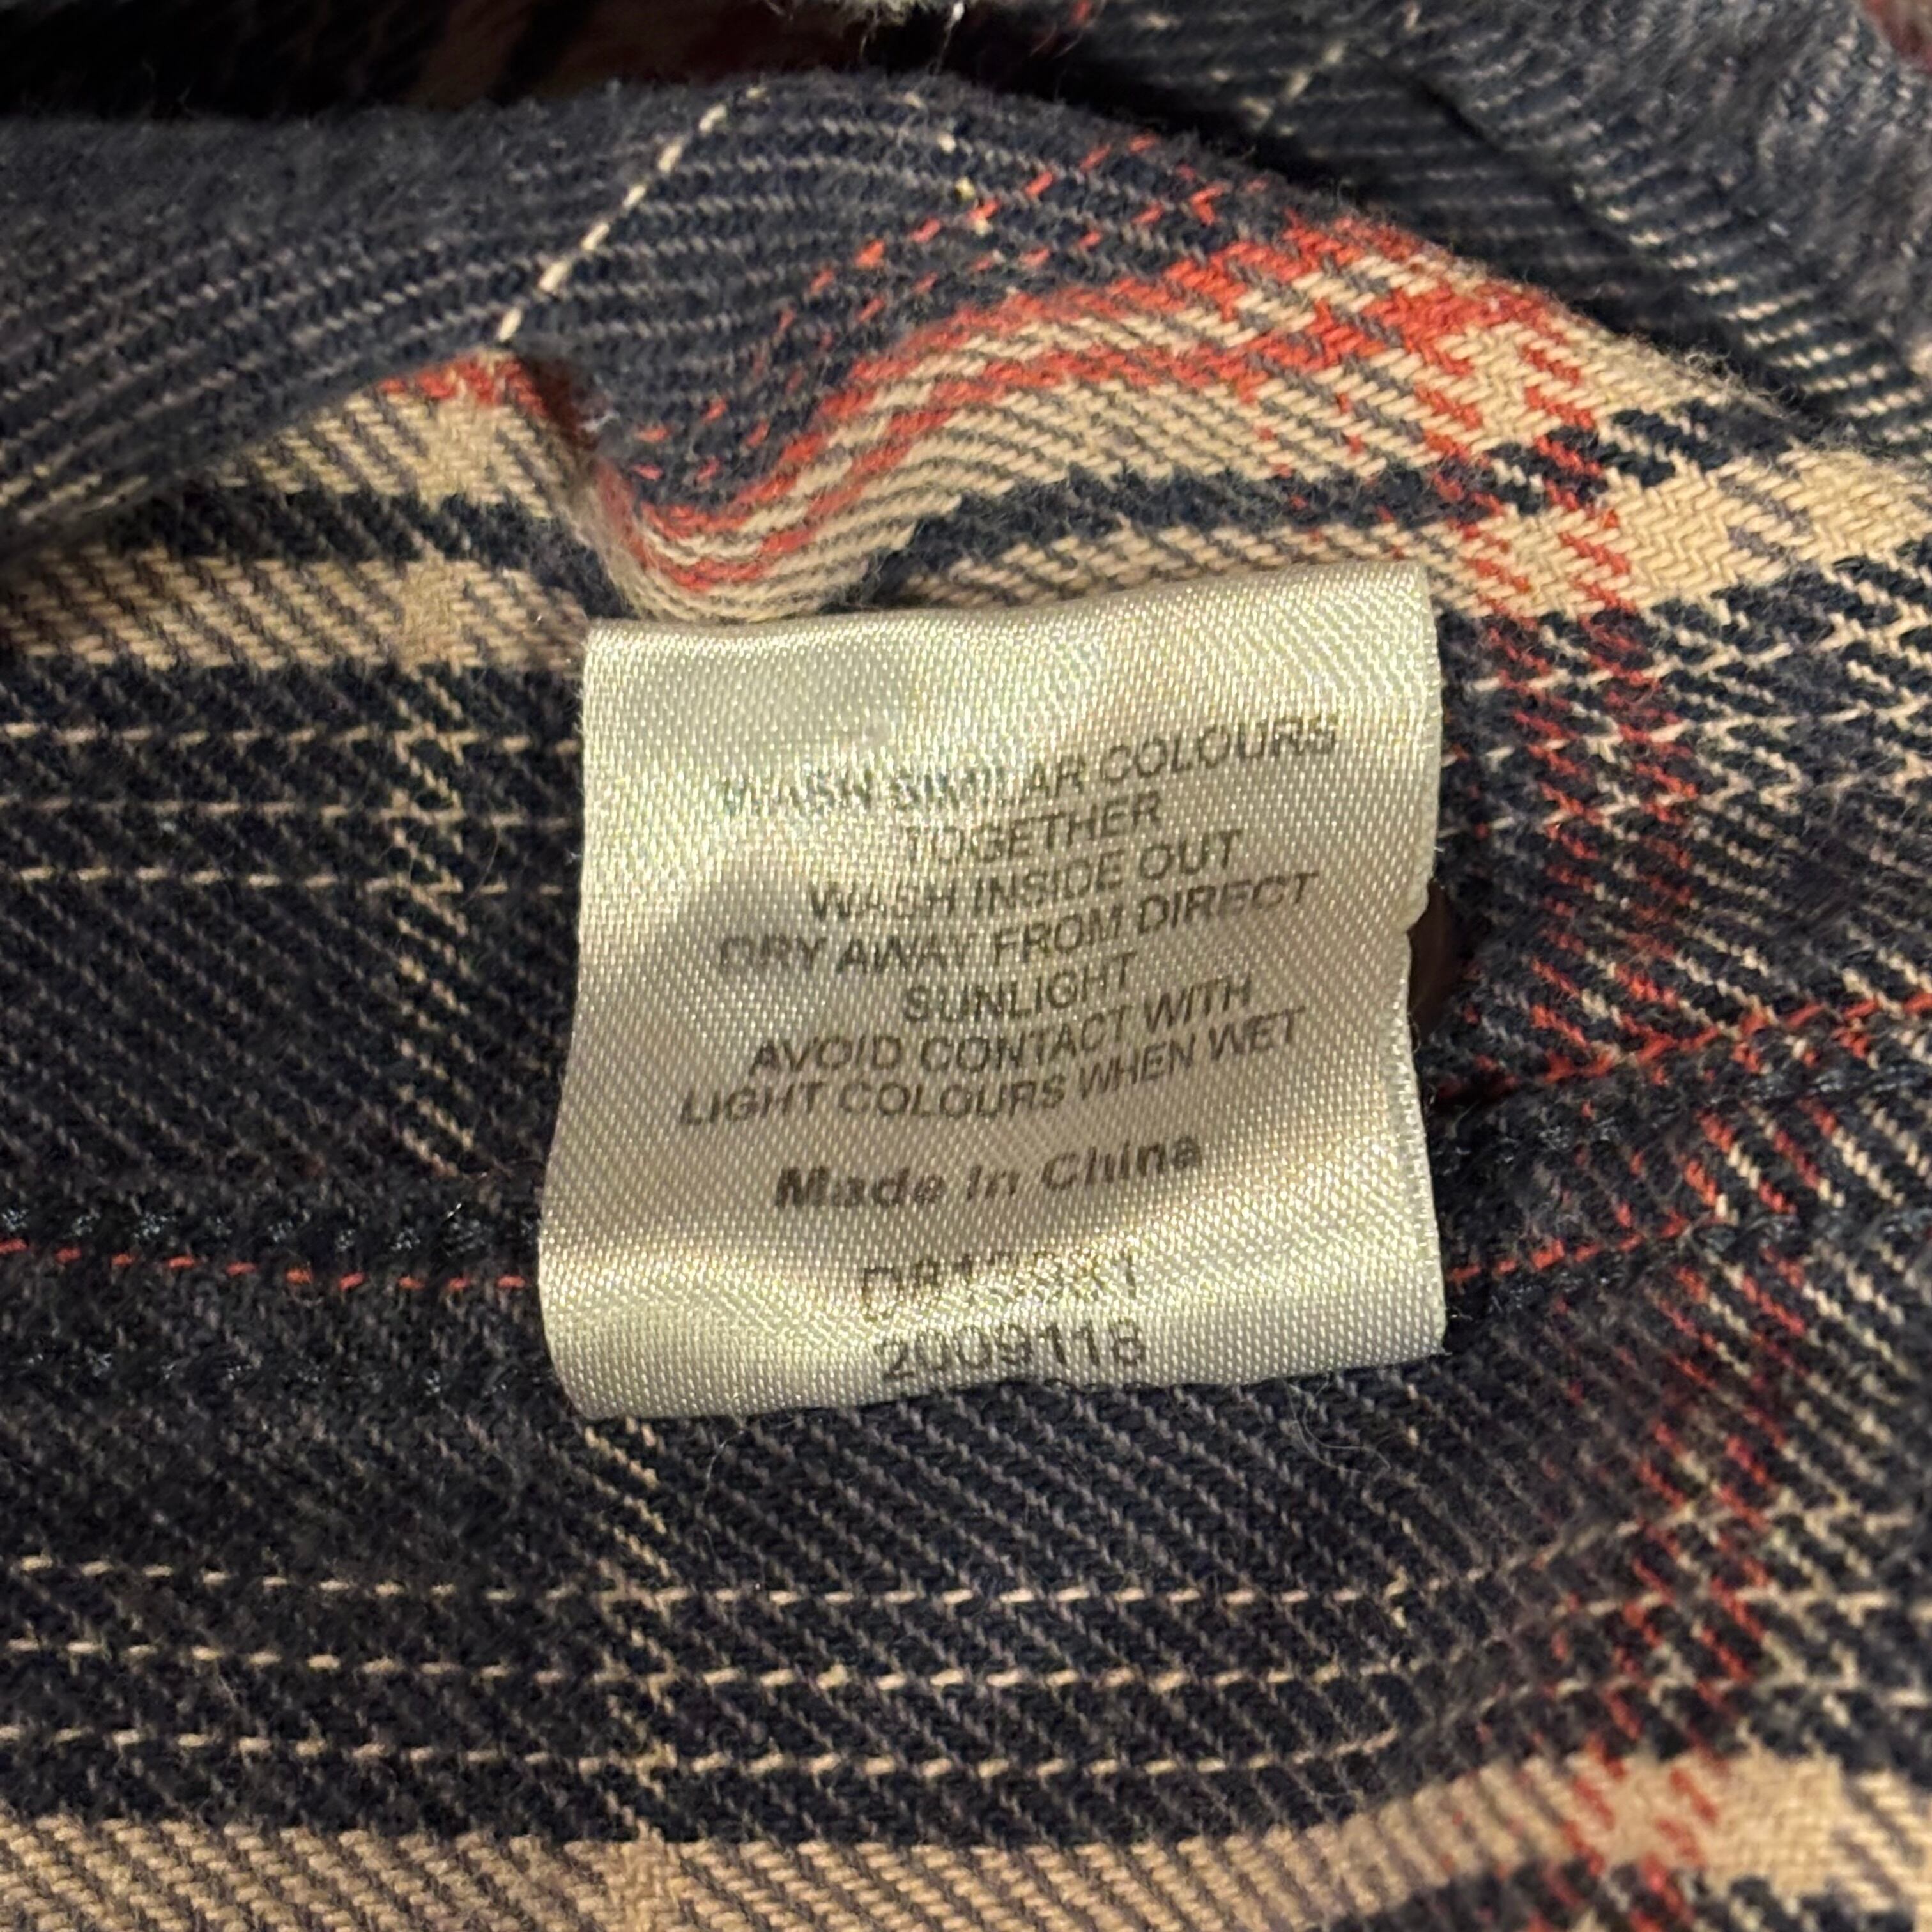 WASH SIMILAR COLOURS
TOGETHER
WASH INSIDE OUT
DRY AWAY FROM DIRECT
SUNLIGHT
AVOID CONTACT WITH
LIGHT COLOURS WHEN WET
Made In China
2009118